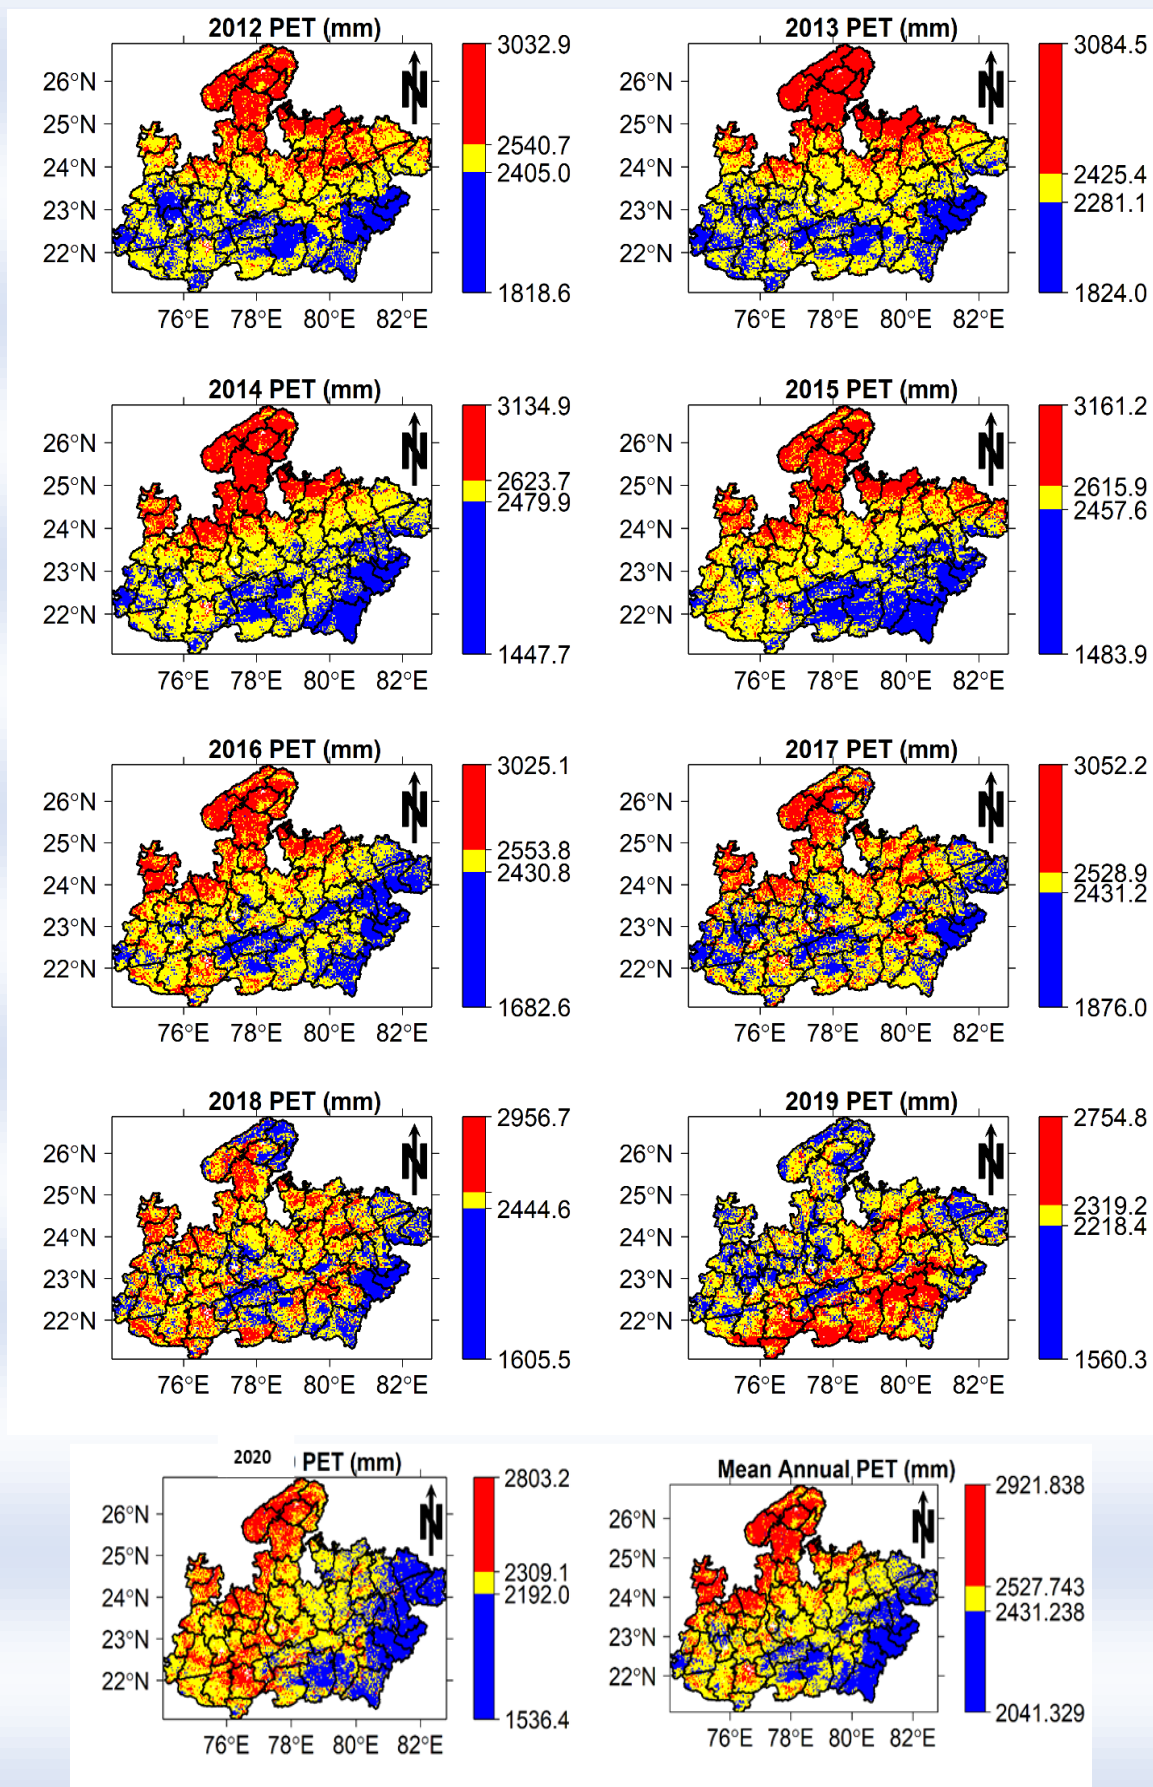 2012 PET (mm)
2013 PET (mm)
26°N
25°N
24°N
23°N
22°N
76°E 78°E 80°E 82°E
N
3032.9
2540.7
2405.0
1818.6
26°N
25°N
24°N
23°N
22°N
76°E 78°E 80°E 82°E
N
3084.5
2425.4
2281.1
1824.0
2014 PET (mm)
2015 PET (mm)
26°N
25°N
24°N
23°N
22°N
76°E 78°E 80°E 82°E
N
3134.9
2623.7
2479.9
1447.7
26°N
25°N
24°N
23°N
22°N
76°E 78°E 80°E 82°E
N
3161.2
2615.9
2457.6
1483.9
2016 PET (mm)
2017 PET (mm)
26°N
25°N
24°N
23°N
22°N
76°E 78°E 80°E 82°E
N
3025.1
2553.8
2430.8
1682.6
26°N
25°N
24°N
23°N
22°N
76°E 78°E 80°E 82°E
N
3052.2
2528.9
2431.2
1876.0
2018 PET (mm)
2019 PET (mm)
26°N
25°N
24°N
23°N
22°N
76°E 78°E 80°E 82°E
N
2956.7
2444.6
1605.5
26°N
25°N
24°N
23°N
22°N
76°E 78°E 80°E 82°E
N
2754.8
2319.2
2218.4
1560.3
2020 PET (mm)
Mean Annual PET (mm)
26°N
25°N
24°N
23°N
22°N
76°E 78°E 80°E 82°E
N
2803.2
2309.1
2192.0
1536.4
26°N
25°N
24°N
23°N
22°N
76°E 78°E 80°E 82°E
N
2921.838
2527.743
2431.238
2041.329